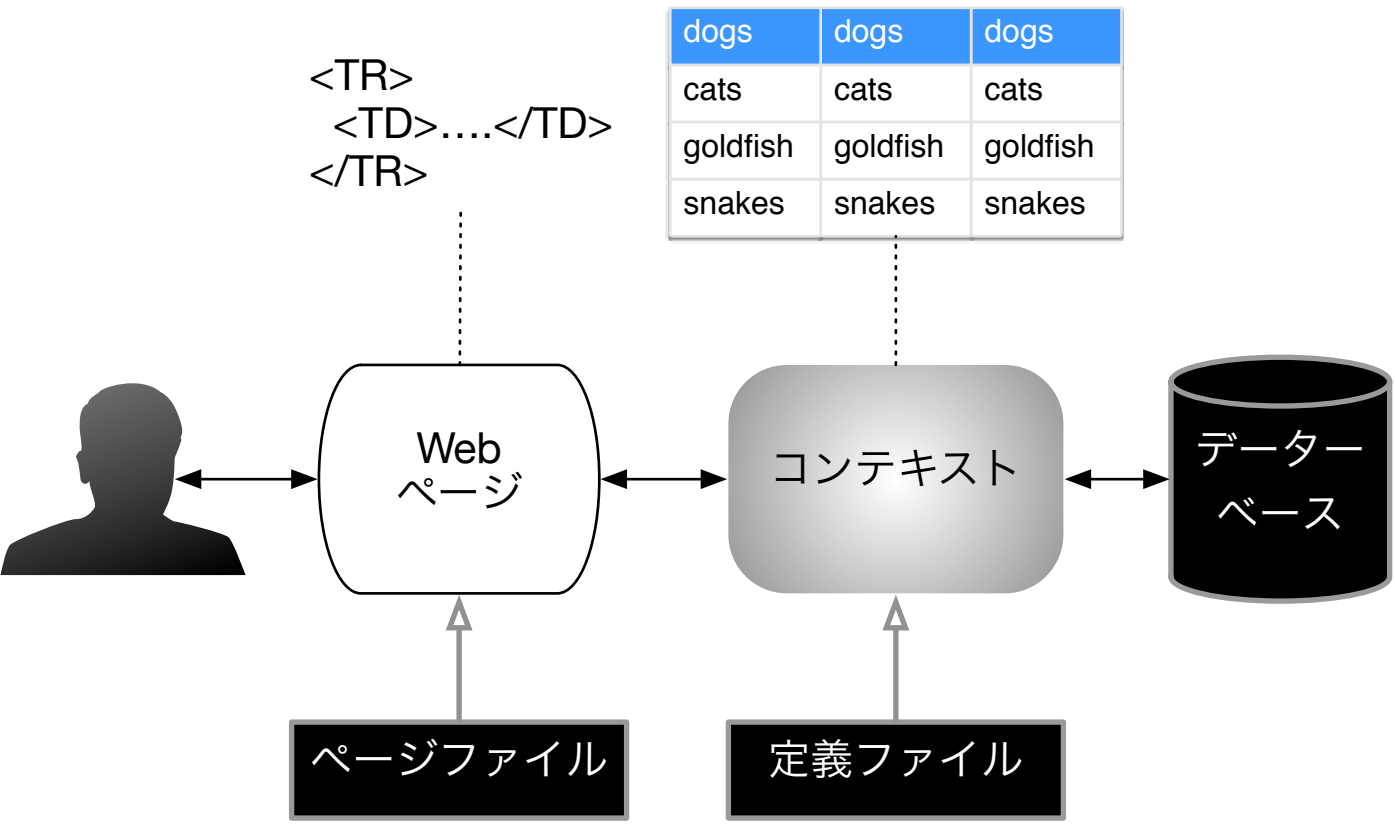 <TR>
<TD>....</TD>
</TR>
dogs dogs dogs
cats cats cats
goldfish goldfish goldfish
snakes snakes snakes
Web
ページ
コンテキスト
データー
ベース
ページファイル
定義ファイル